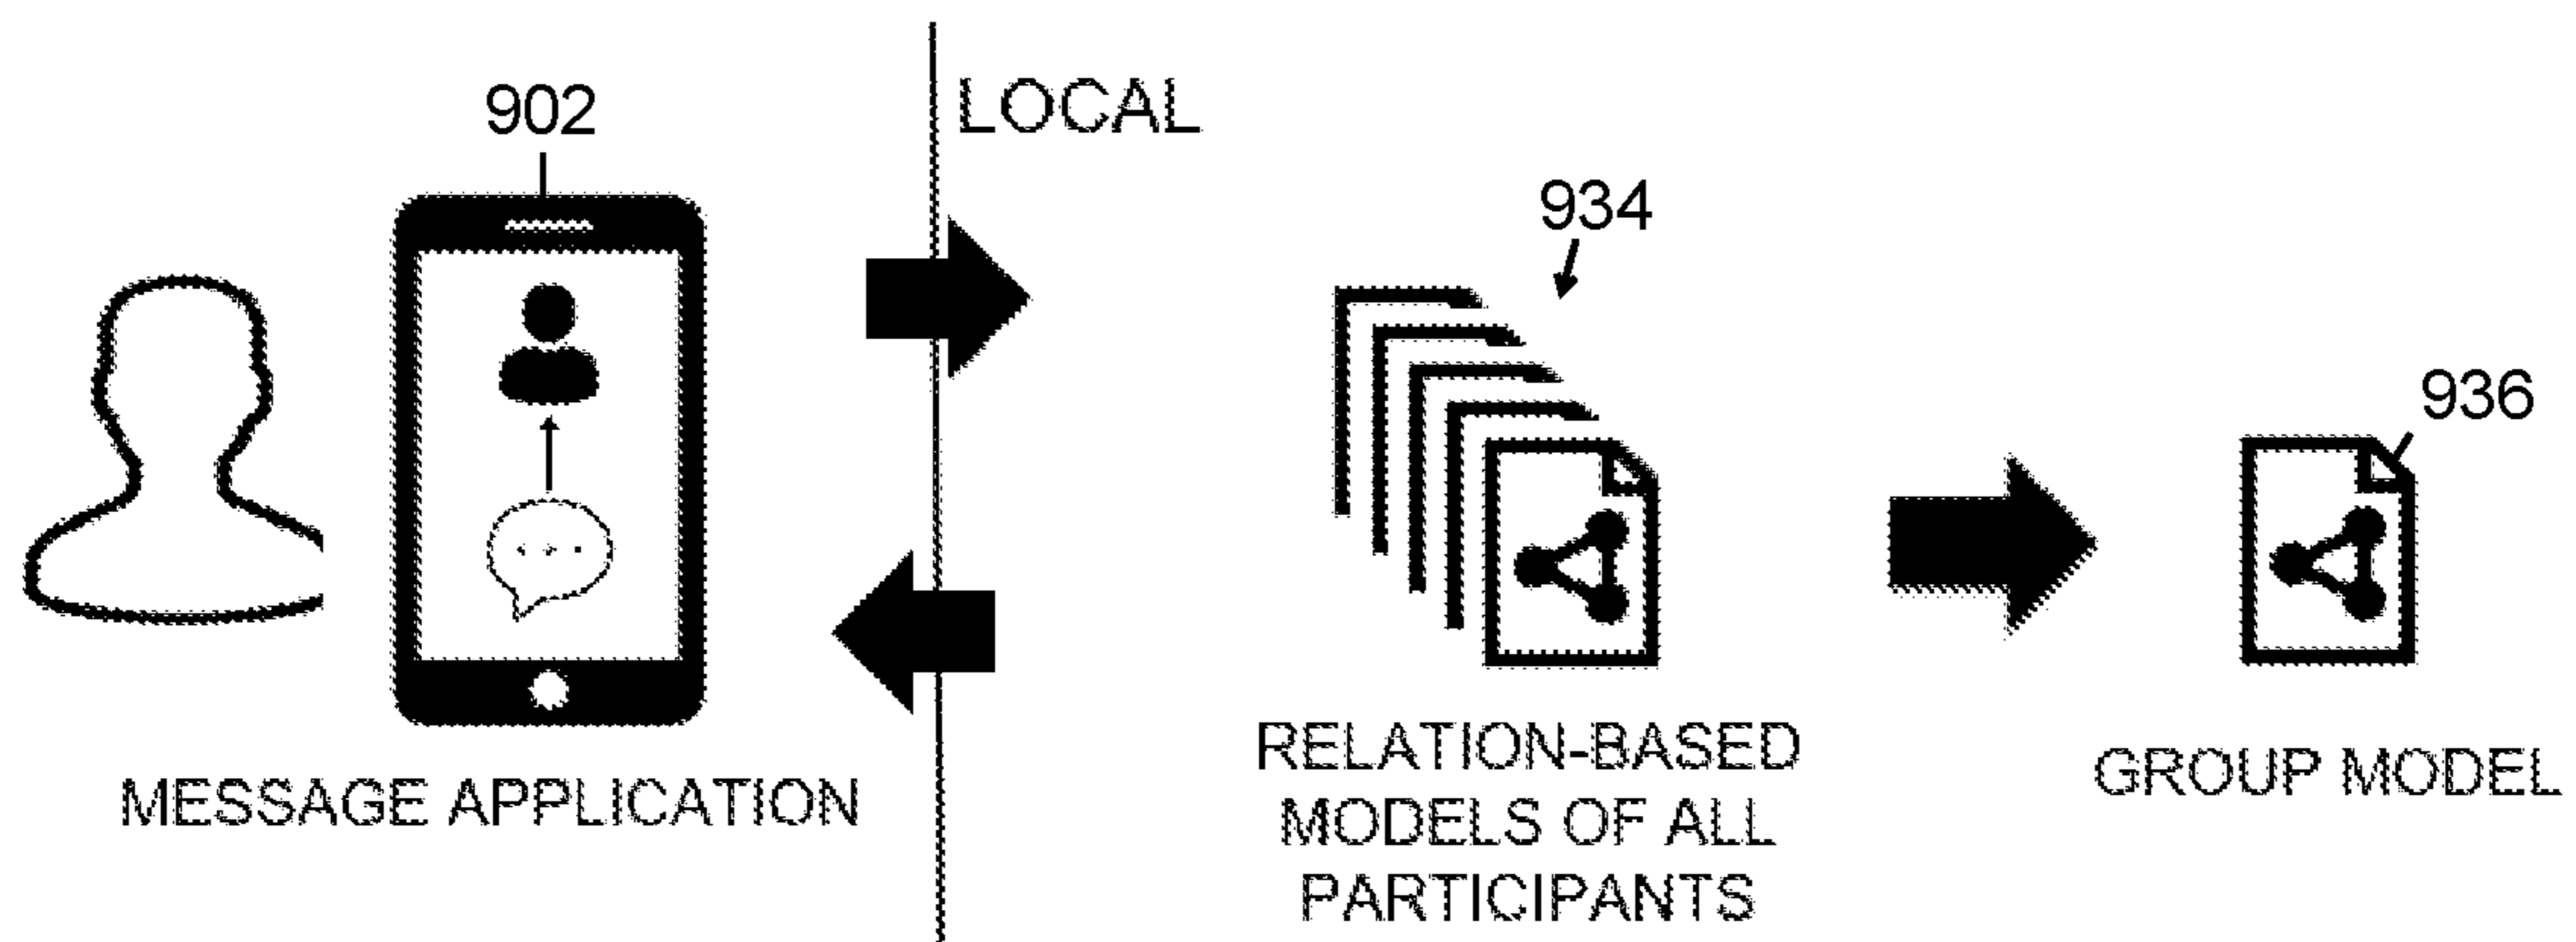 902
LOCAL
934
936
MESSAGE APPLICATION
RELATION-BASED
MODELS OF ALL
PARTICIPANTS
GROUP MODEL